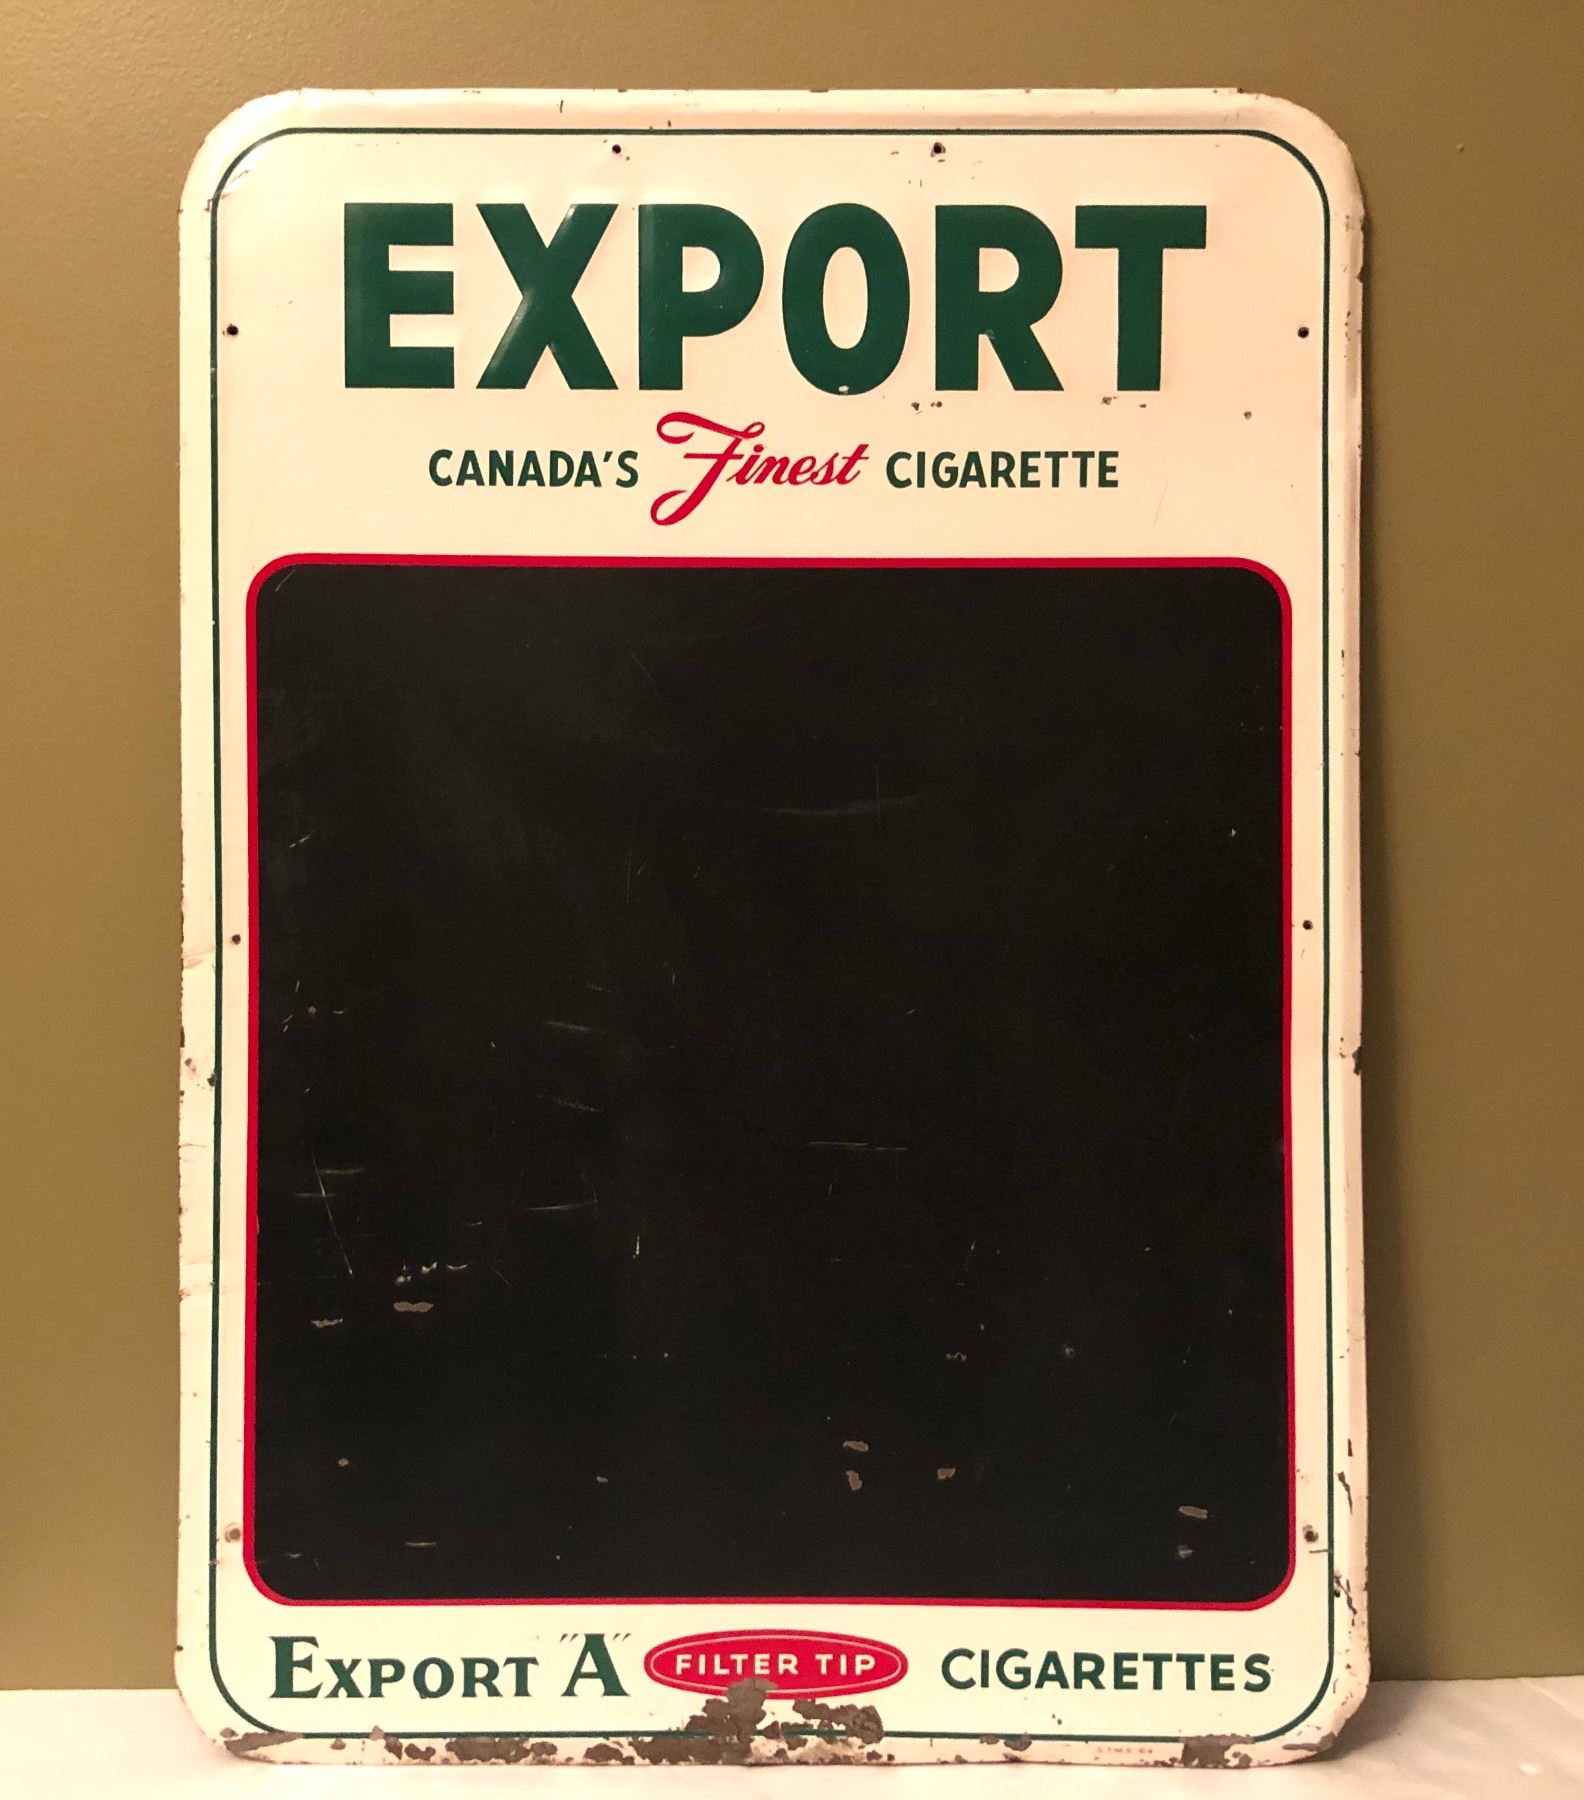 EXPORT
CANADA'S Finest CIGARETTE
EXPORT "A" FILTER TIP CIGARETTES